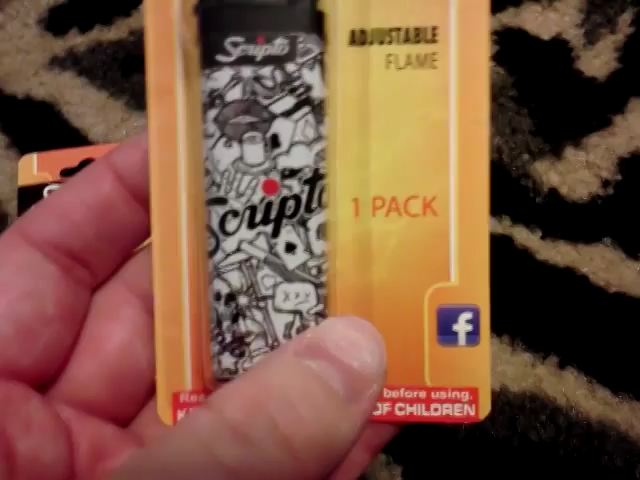 Scripto
ADJUSTABLE
FLAME
Scripto
1 PACK
f
before using.
OF CHILDREN